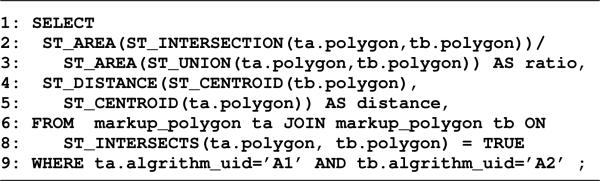 1: SELECT
2: ST_AREA(ST_INTERSECTION(ta.polygon,tb.polygon))/
3: ST_AREA(ST_UNION(ta.polygon,tb.polygon)) AS ratio,
4: ST_DISTANCE(ST_CENTROID(tb.polygon),
5: ST_CENTROID(ta.polygon)) AS distance,
6: FROM markup_polygon ta JOIN markup_polygon tb ON
8: ST_INTERSECTS(ta.polygon, tb.polygon) = TRUE
9: WHERE ta.algrithm_uid='A1' AND tb.algrithm_uid='A2' ;